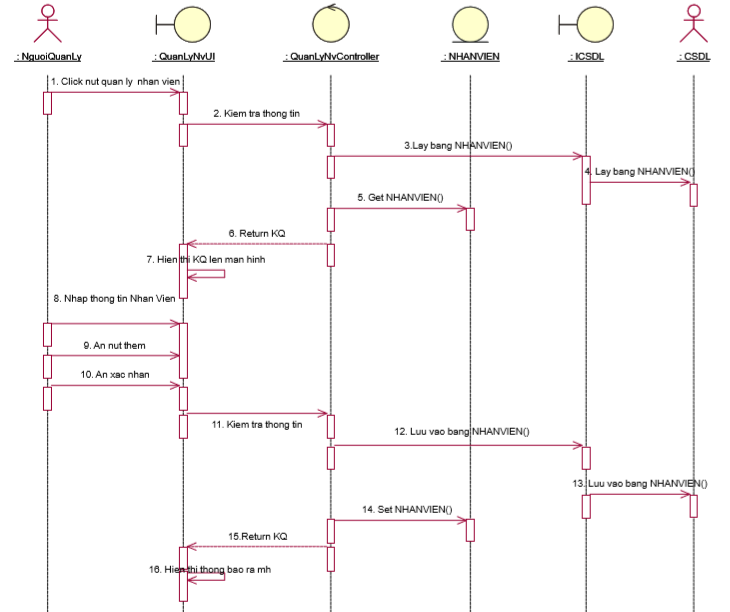 : NguoiQuanLy
: QuanLyNvUI
: QuanLyNvController
: NHANVIEN
: ICSDL
: CSDL
1. Click nut quan ly nhan vien
2. Kiem tra thong tin
3.Lay bang NHANVIEN()
4. Lay bang NHANVIEN()
5. Get NHANVIEN()
6. Return KQ
7. Hien thi KQ len man hinh
8. Nhap thong tin Nhan Vien
9. An nut them
10. An xac nhan
11. Kiem tra thong tin
12. Luu vao bang NHANVIEN()
13. Luu vao bang NHANVIEN()
14. Set NHANVIEN()
15.Return KQ
16. Hien thi thong bao ra mh